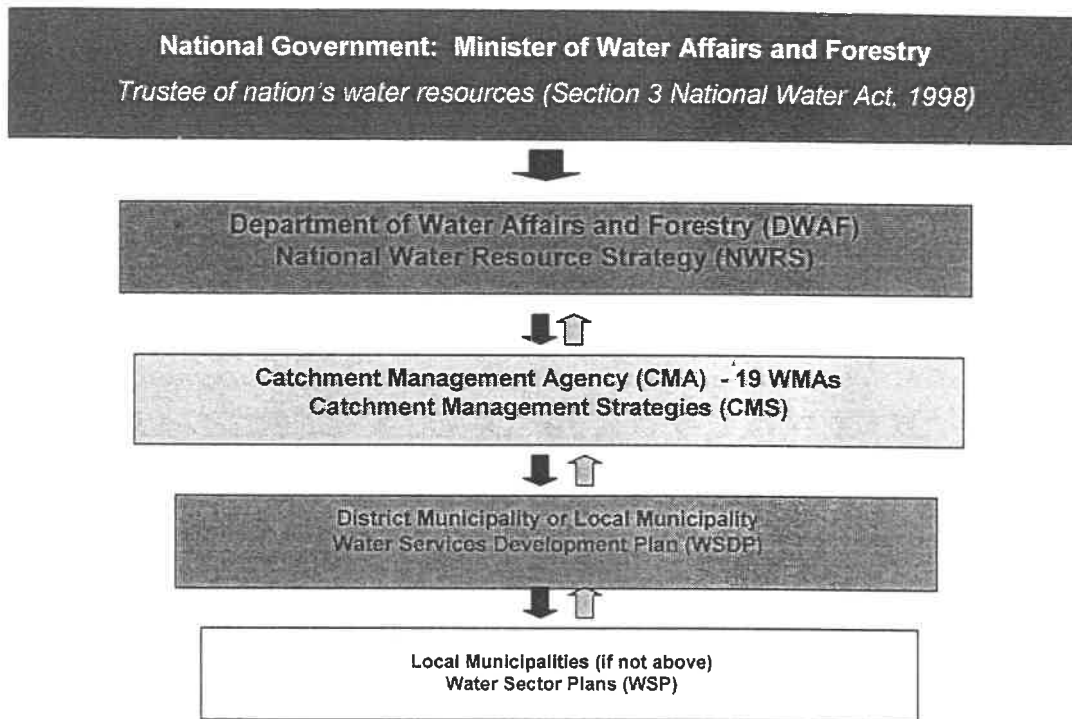 National Government: Minister of Water Affairs and Forestry
Trustee of nation's water resources (Section 3 National Water Act. 1998)
Department of Water Affairs and Forestry (DWAF)
National Water Resource Strategy (NWRS)
Catchment Management Agency (CMA) - 19 WMAs
Catchment Management Strategies (CMS)
District Municipality or Local Municipality
Water Services Development Plan (WSDP)
Local Municipalities (if not above)
Water Sector Plans (WSP)